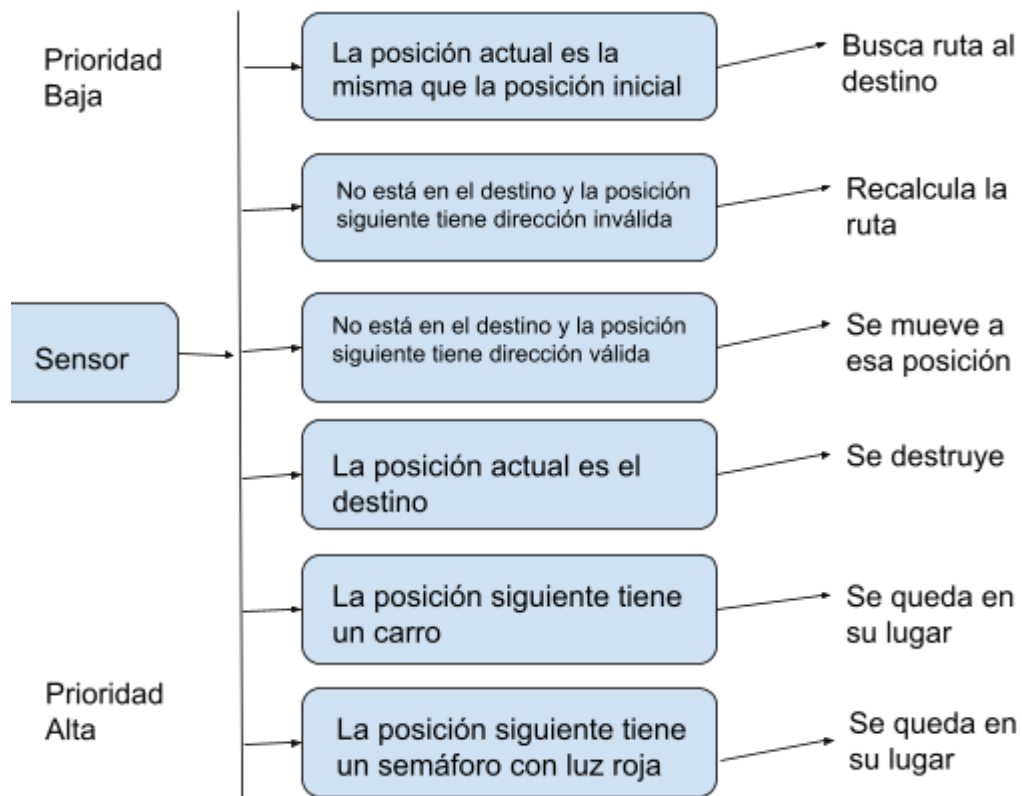 Prioridad
Baja
La posición actual es la
misma que la posición inicial
Busca ruta al
destino
No está en el destino y la posición
siguiente tiene dirección inválida
Recalcula la
ruta
Sensor
No está en el destino y la posición
siguiente tiene dirección válida
Se mueve a
esa posición
La posición actual es el
destino
Se destruye
La posición siguiente tiene
un carro
Se queda en
su lugar
Prioridad
Alta
La posición siguiente tiene
un semáforo con luz roja
Se queda en
su lugar